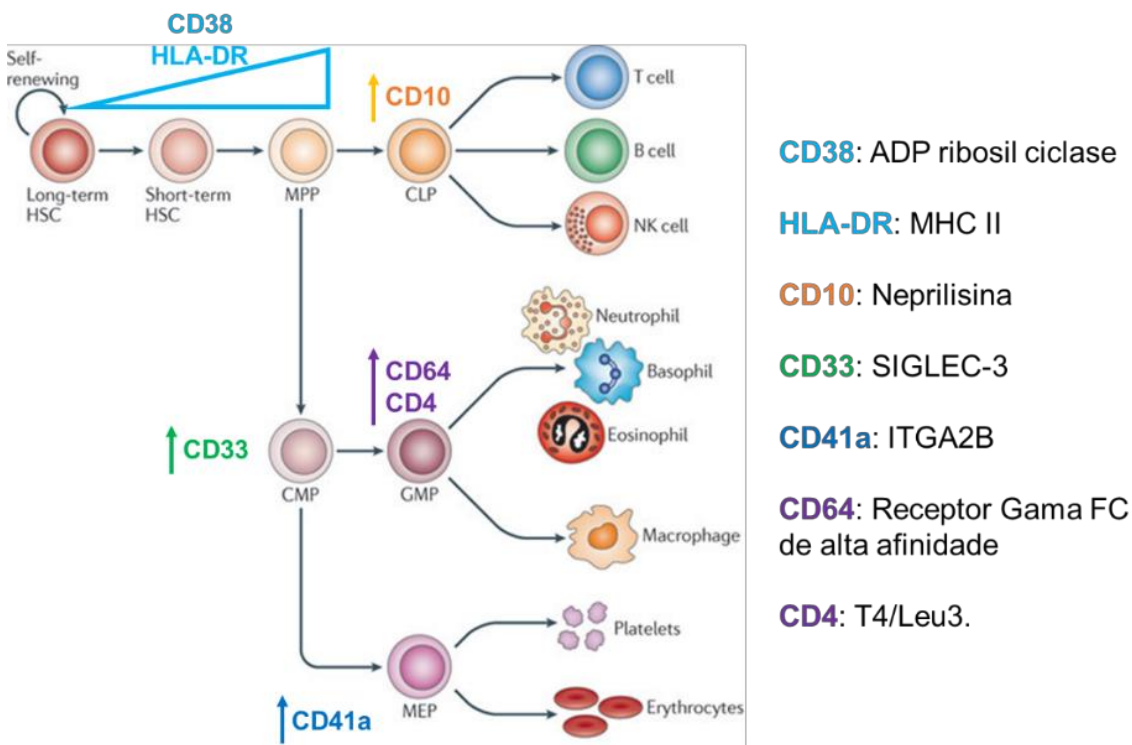 CD38
HLA-DR
Self-
renewing
CD10
T cell
B cell
NK cell
Long-term
HSC
Short-term
HSC
MPP
CLP
Neutrophil
CD64
CD4
Basophil
Eosinophil
CD33
CMP
GMP
Macrophage
Platelets
MEP
CD41a
Erythrocytes
CD38: ADP ribosil ciclase
HLA-DR: MHC II
CD10: Neprilisina
CD33: SIGLEC-3
CD41a: ITGA2B
CD64: Receptor Gama FC
de alta afinidade
CD4: T4/Leu3.